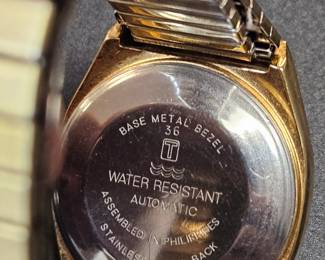 BASE METAL BEZEL
36
T
WATER RESISTANT
AUTOMATIC
ASSEMBLED IN PHILIPPINES
STAINLESS BACK